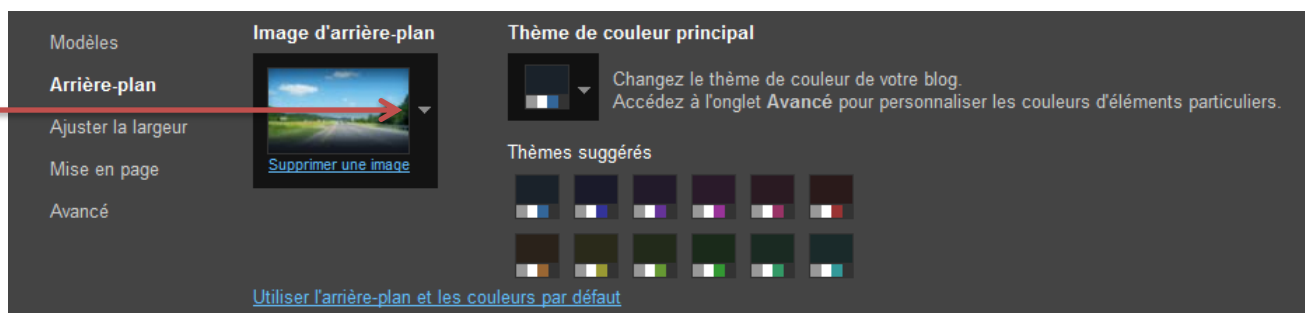 Modèles
Arrière-plan
Ajuster la largeur
Mise en page
Avancé
Image d'arrière-plan
Supprimer une image
Thème de couleur principal
Changez le thème de couleur de votre blog.
Accédez à l'onglet Avancé pour personnaliser les couleurs d'éléments particuliers.
Thèmes suggérés
Utiliser l'arrière-plan et les couleurs par défaut